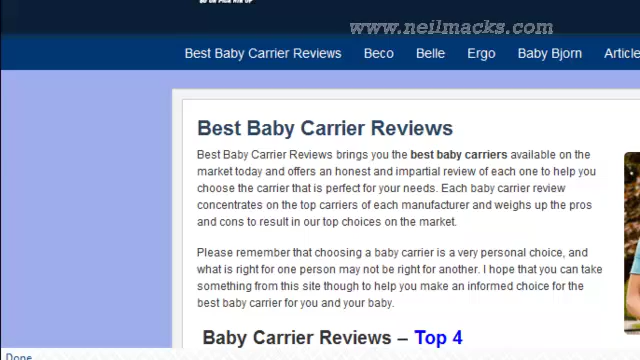 www.neilmacks.com
Best Baby Carrier Reviews Beco Belle Ergo Baby Bjorn Article
Best Baby Carrier Reviews
Best Baby Carrier Reviews brings you the best baby carriers available on the
market today and offers an honest and impartial review of each one to help you
choose the carrier that is perfect for your needs. Each baby carrier review
concentrates on the top carriers of each manufacturer and weighs up the pros
and cons to result in our top choices on the market.
Please remember that choosing a baby carrier is a very personal choice, and
what is right for one person may not be right for another. I hope that you can take
something from this site though to help you make an informed choice for the
best baby carrier for you and your baby.
Baby Carrier Reviews – Top 4
Done